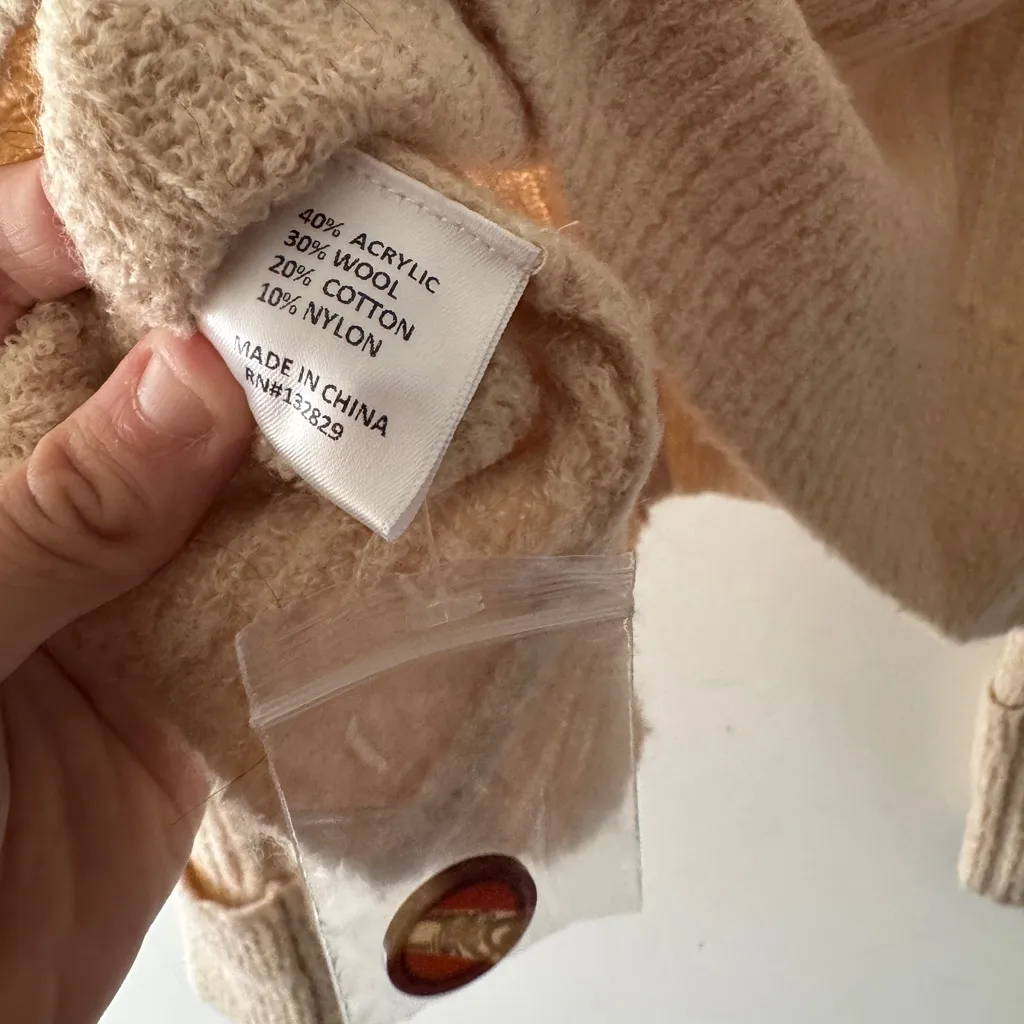 40% ACRYLIC
30% WOOL
20% COTTON
10% NYLON
MADE IN CHINA
RN#132829